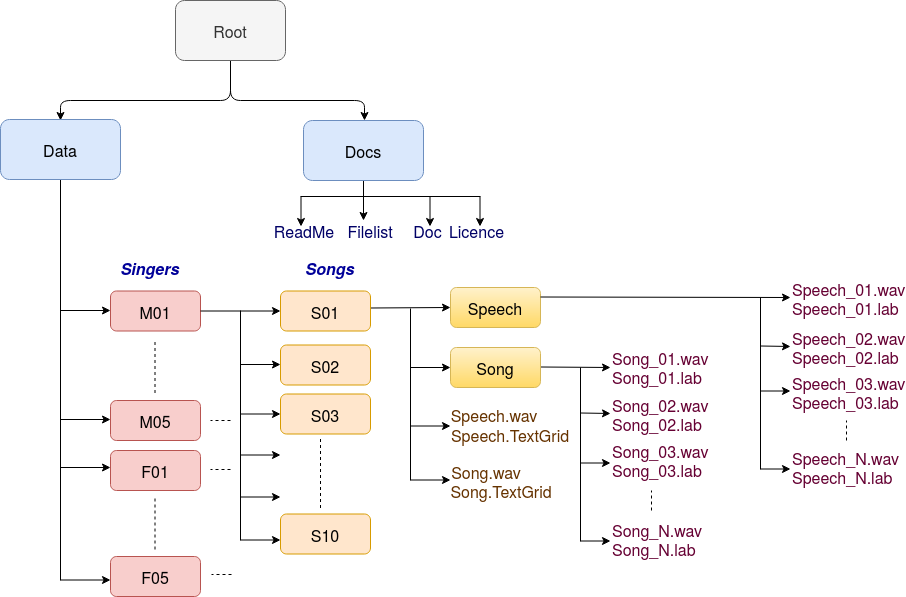 Root
Data
Docs
ReadMe
Filelist
Doc
Licence
Singers
Songs
M01
M05
F01
F05
S01
S02
S03
S10
Speech
Song
Speech.wav
Speech.TextGrid
Song.wav
Song.TextGrid
Song_01.wav
Song_01.lab
Song_02.wav
Song_02.lab
Song_03.wav
Song_03.lab
Song_N.wav
Song_N.lab
Speech_01.wav
Speech_01.lab
Speech_02.wav
Speech_02.lab
Speech_03.wav
Speech_03.lab
Speech_N.wav
Speech_N.lab